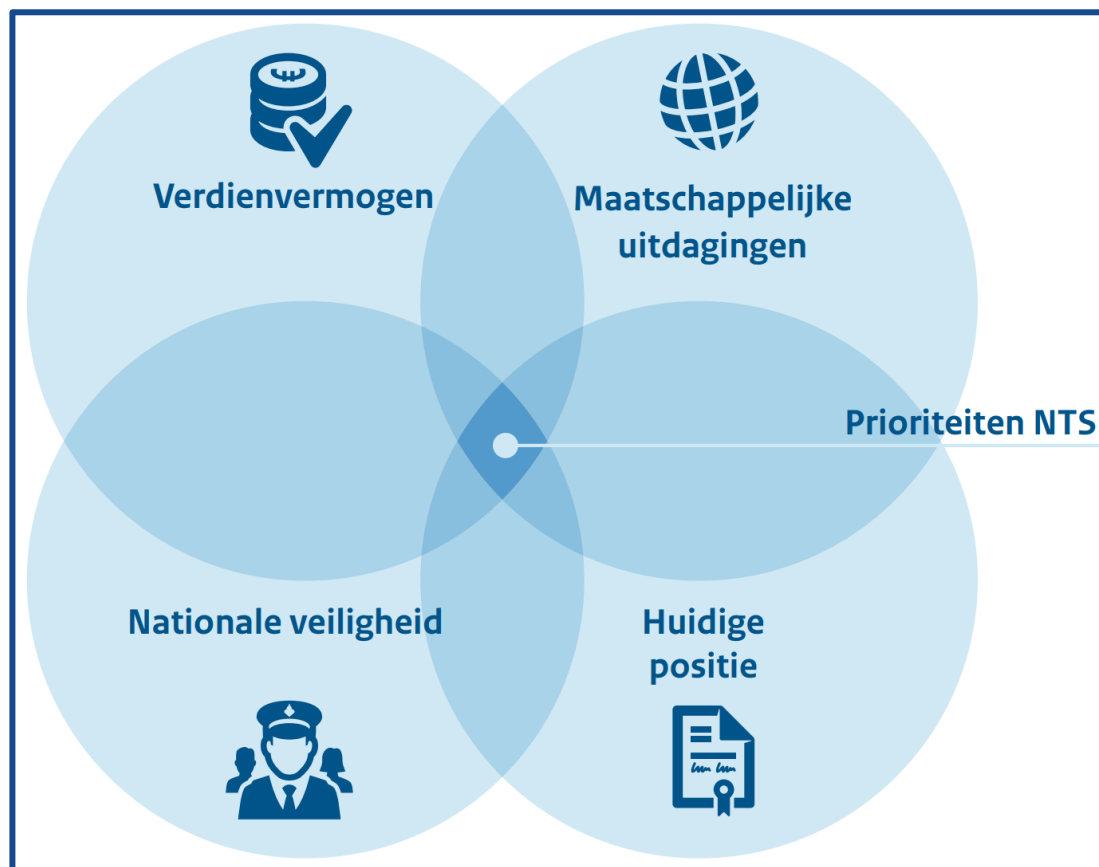 Verdienvermogen
Maatschappelijke
uitdagingen
Prioriteiten NTS
Nationale veiligheid
Huidige
positie